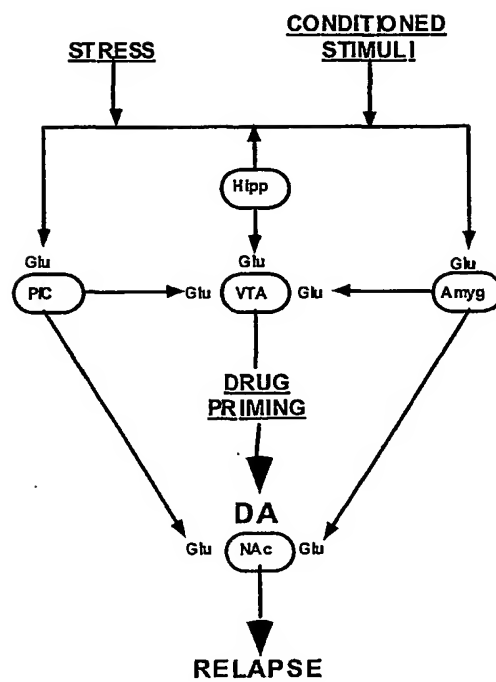 STRESS
CONDITIONED
STIMULI
Hipp
Glu
Glu
Glu
PfC
Glu
VTA
Glu
Amyg
DRUG
PRIMING
DA
Glu
NAc
Glu
RELAPSE